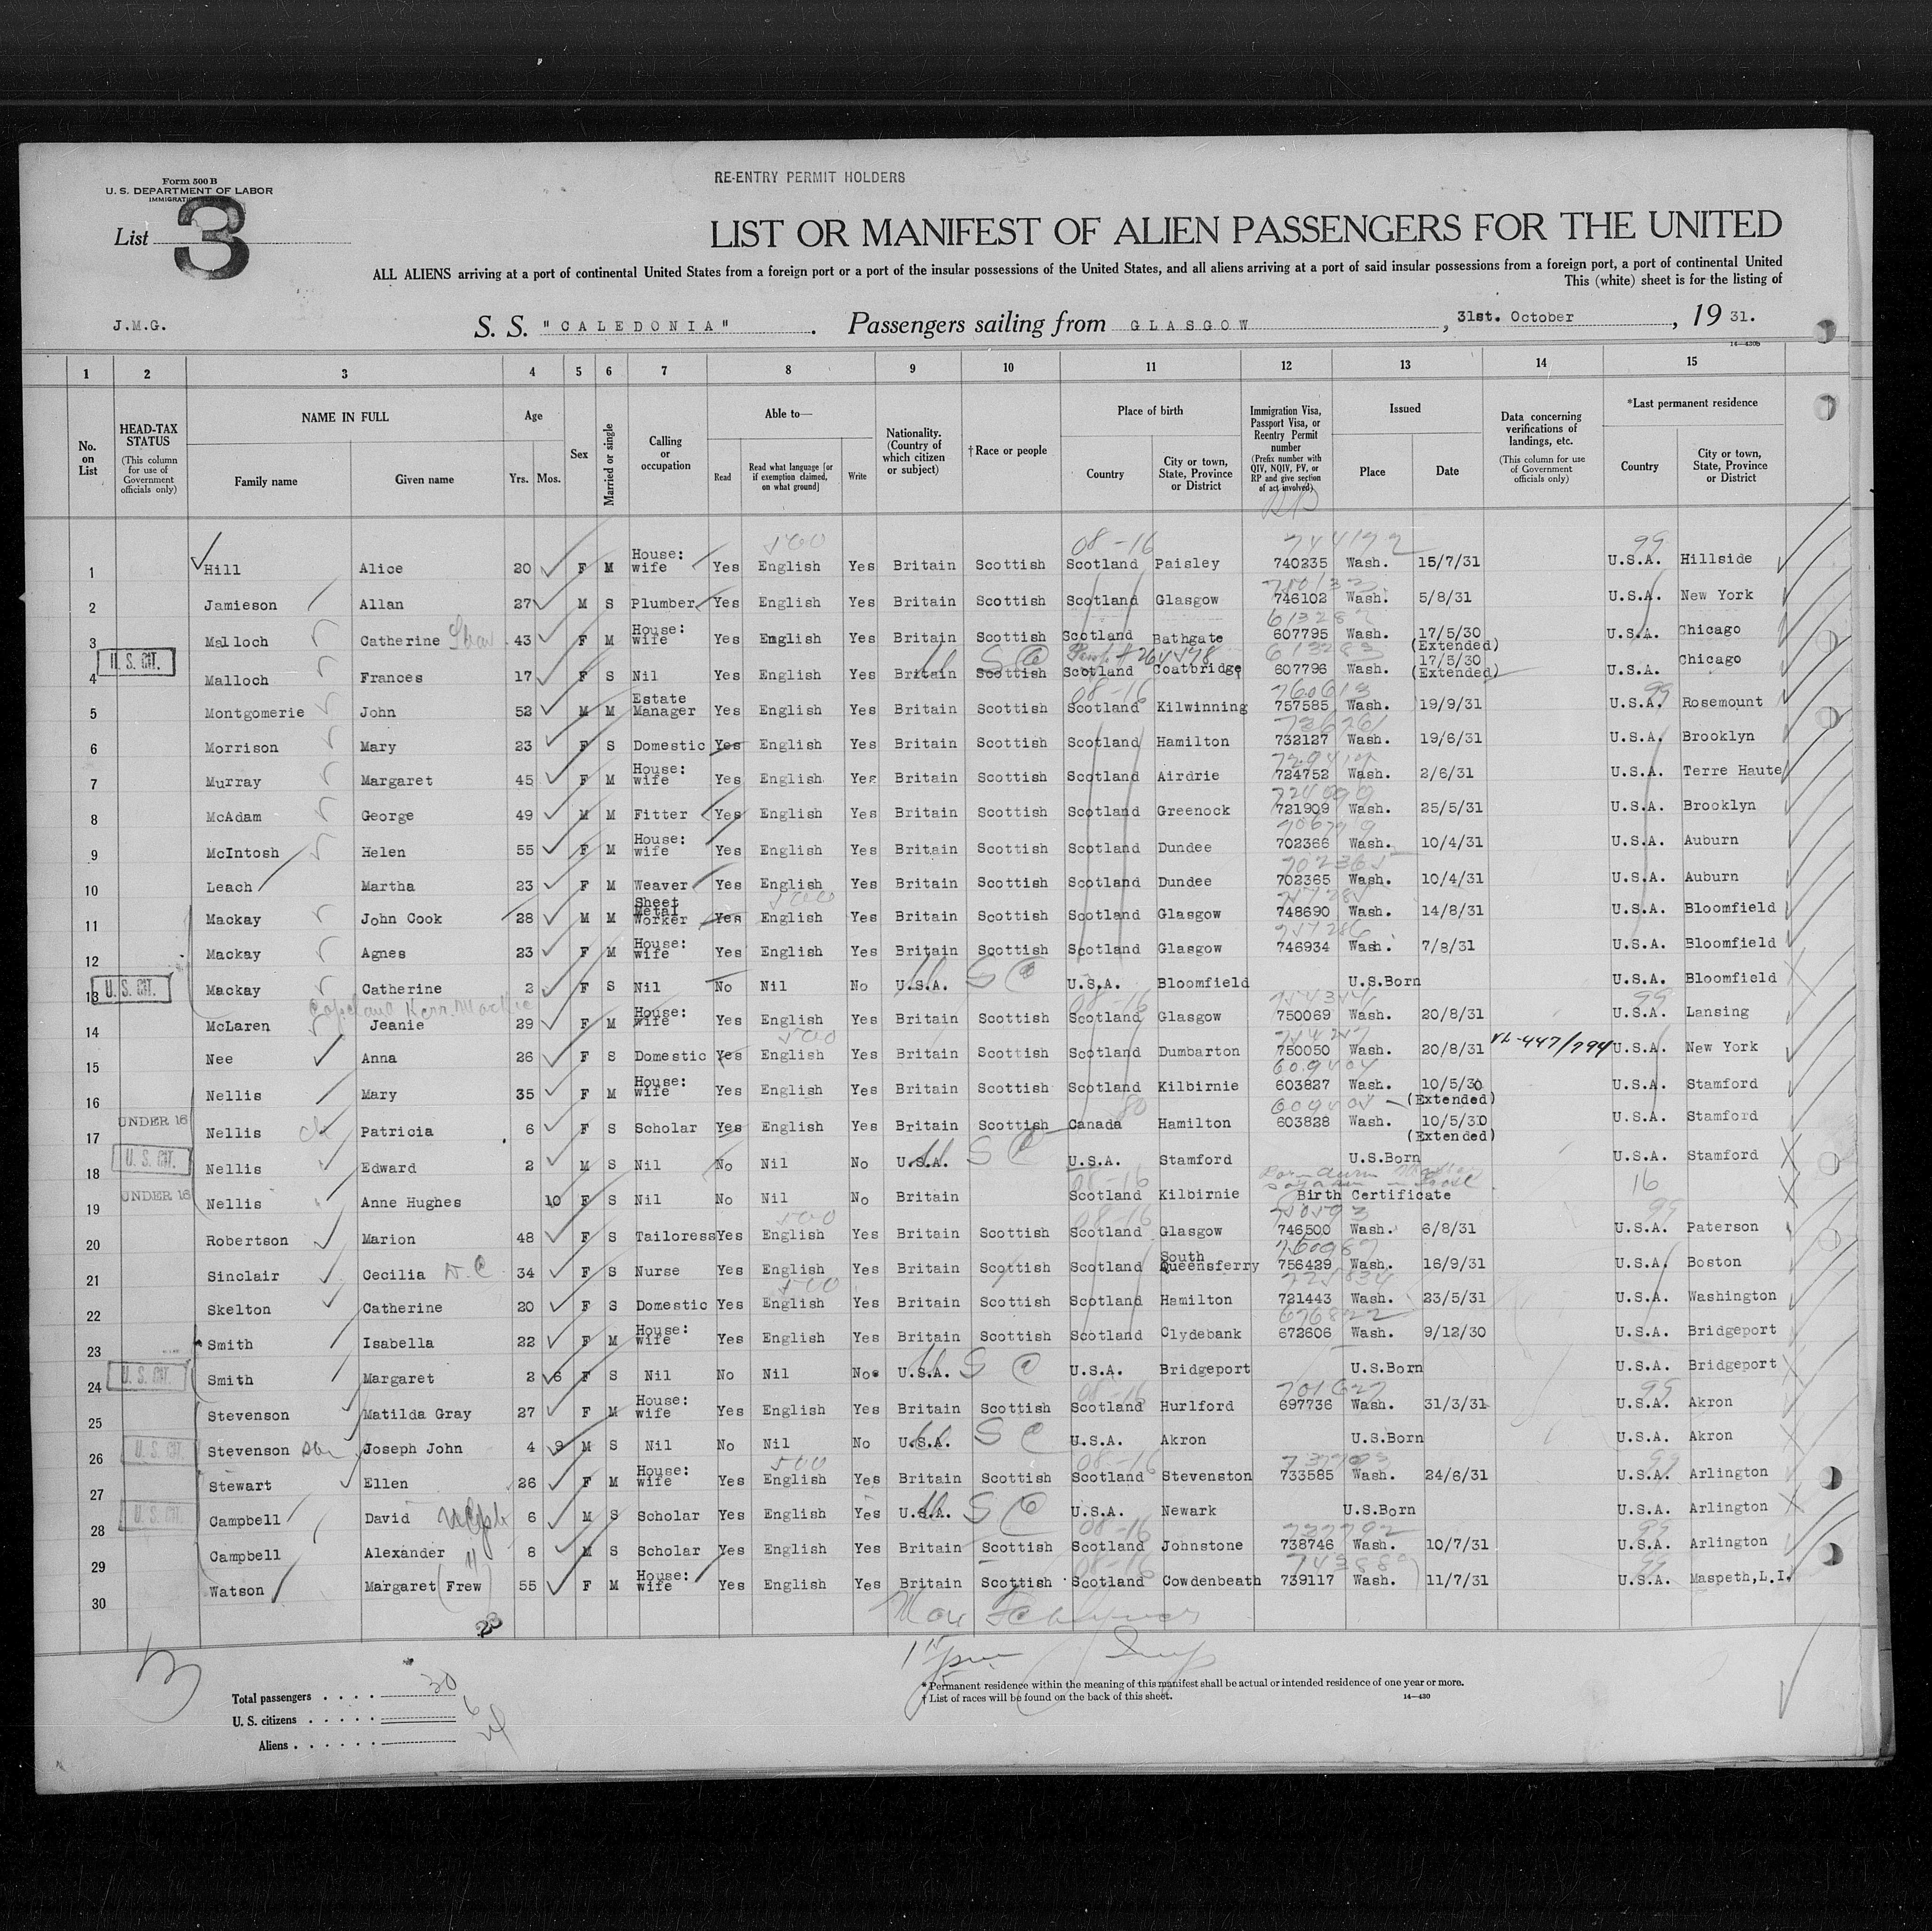 RE-ENTRY PERMIT HOLDERS
Form 500 B
U. S. DEPARTMENT OF LABOR
IMMIGRATION SERVICE
List 3
LIST OR MANIFEST OF ALIEN PASSENGERS FOR THE UNITED
ALL ALIENS arriving at a port of continental United States from a foreign port or a port of the insular possessions of the United States, and all aliens arriving at a port of said insular possessions from a foreign port, a port of continental United
This (white) sheet is for the listing of
J.M.G. S. S. "CALEDONIA". Passengers sailing from GLASGOW, 31st. October, 19 31.
14—430b
1 2 3 4 5 6 7 8 9 10 11 12 13 14 15
No. on List
HEAD-TAX STATUS (This column for use of Government officials only)
NAME IN FULL Family name Given name
Age Yrs. Mos.
Sex
Married or single
Calling or occupation
Able to— Read Read what language [or if exemption claimed, on what ground] Write
Nationality. (Country of which citizen or subject)
†Race or people
Place of birth Country City or town, State, Province or District
Immigration Visa, Passport Visa, or Reentry Permit number (Prefix number with QIV, NQIV, PV, or RP and give section of act involved)
Issued Place Date
Data concerning verifications of landings, etc. (This column for use of Government officials only)
*Last permanent residence Country City or town, State, Province or District
RP
1 Hill Alice 20 F M House: wife Yes English Yes Britain Scottish Scotland Paisley 740235 Wash. 15/7/31 U.S.A. Hillside
2 Jamieson Allan 27 M S Plumber Yes English Yes Britain Scottish Scotland Glasgow 746102 Wash. 5/8/31 U.S.A. New York
3 Malloch Catherine 43 F M House: wife Yes English Yes Britain Scottish Scotland Bathgate 607795 Wash. 17/5/30 (Extended) U.S.A. Chicago
U. S. CIT.
4 Malloch Frances 17 F S Nil Yes English Yes Britain Scottish Scotland Coatbridge 607796 Wash. 17/5/30 (Extended) U.S.A. Chicago
5 Montgomerie John 52 M M Estate Manager Yes English Yes Britain Scottish Scotland Kilwinning 757585 Wash. 19/9/31 U.S.A. Rosemount
6 Morrison Mary 23 F S Domestic Yes English Yes Britain Scottish Scotland Hamilton 732127 Wash. 19/6/31 U.S.A. Brooklyn
7 Murray Margaret 45 F M House: wife Yes English Yes Britain Scottish Scotland Airdrie 724752 Wash. 2/6/31 U.S.A. Terre Haute
8 McAdam George 49 M M Fitter Yes English Yes Britain Scottish Scotland Greenock 721909 Wash. 25/5/31 U.S.A. Brooklyn
9 McIntosh Helen 55 F M House: wife Yes English Yes Britain Scottish Scotland Dundee 702366 Wash. 10/4/31 U.S.A. Auburn
10 Leach Martha 23 F M Weaver Yes English Yes Britain Scottish Scotland Dundee 702365 Wash. 10/4/31 U.S.A. Auburn
11 Mackay John Cook 28 M M Sheet Metal Worker Yes English Yes Britain Scottish Scotland Glasgow 748690 Wash. 14/8/31 U.S.A. Bloomfield
12 Mackay Agnes 23 F M House: wife Yes English Yes Britain Scottish Scotland Glasgow 746934 Wash. 7/8/31 U.S.A. Bloomfield
U. S. CIT.
13 Mackay Catherine 2 F S Nil No Nil No U.S.A. U.S.A. Bloomfield U.S.Born U.S.A. Bloomfield
14 McLaren Jeanie 29 F M House: wife Yes English Yes Britain Scottish Scotland Glasgow 750069 Wash. 20/8/31 U.S.A. Lansing
15 Nee Anna 26 F S Domestic Yes English Yes Britain Scottish Scotland Dumbarton 750050 Wash. 20/8/31 VL-447/794 U.S.A. New York
16 Nellis Mary 35 F M House: wife Yes English Yes Britain Scottish Scotland Kilbirnie 603827 Wash. 10/5/30 (Extended) U.S.A. Stamford
UNDER 16
17 Nellis Patricia 6 F S Scholar Yes English Yes Britain Scottish Canada Hamilton 603828 Wash. 10/5/30 (Extended) U.S.A. Stamford
U. S. CIT.
18 Nellis Edward 2 M S Nil No Nil No U.S.A. U.S.A. Stamford U.S.Born U.S.A. Stamford
UNDER 16
19 Nellis Anne Hughes 10 F S Nil No Nil No Britain Scotland Kilbirnie Birth Certificate 16
20 Robertson Marion 48 F S Tailoress Yes English Yes Britain Scottish Scotland Glasgow 746500 Wash. 6/8/31 U.S.A. Paterson
21 Sinclair Cecilia 34 F S Nurse Yes English Yes Britain Scottish Scotland South Queensferry 756429 Wash. 16/9/31 U.S.A. Boston
22 Skelton Catherine 20 F S Domestic Yes English Yes Britain Scottish Scotland Hamilton 721443 Wash. 23/5/31 U.S.A. Washington
23 Smith Isabella 22 F M House: wife Yes English Yes Britain Scottish Scotland Clydebank 672606 Wash. 9/12/30 U.S.A. Bridgeport
U. S. CIT.
24 Smith Margaret 2 6 F S Nil No Nil No U.S.A. U.S.A. Bridgeport U.S.Born U.S.A. Bridgeport
25 Stevenson Matilda Gray 27 F M House: wife Yes English Yes Britain Scottish Scotland Hurlford 697736 Wash. 31/3/31 U.S.A. Akron
U. S. CIT.
26 Stevenson Joseph John 4 9 M S Nil No Nil No U.S.A. U.S.A. Akron U.S.Born U.S.A. Akron
27 Stewart Ellen 26 F M House: wife Yes English Yes Britain Scottish Scotland Stevenston 733585 Wash. 24/6/31 U.S.A. Arlington
U. S. CIT.
28 Campbell David 6 M S Scholar Yes English Yes U.S.A. U.S.A. Newark U.S.Born U.S.A. Arlington
29 Campbell Alexander 8 M S Scholar Yes English Yes Britain Scottish Scotland Johnstone 738746 Wash. 10/7/31 U.S.A. Arlington
30 Watson Margaret (Frew) 55 F M House: wife Yes English Yes Britain Scottish Scotland Cowdenbeath 739117 Wash. 11/7/31 U.S.A. Maspeth,L.I.
Total passengers . . . . 30
U. S. citizens . . . . . 6
Aliens . . . . . . 24
* Permanent residence within the meaning of this manifest shall be actual or intended residence of one year or more.
† List of races will be found on the back of this sheet.
14—430